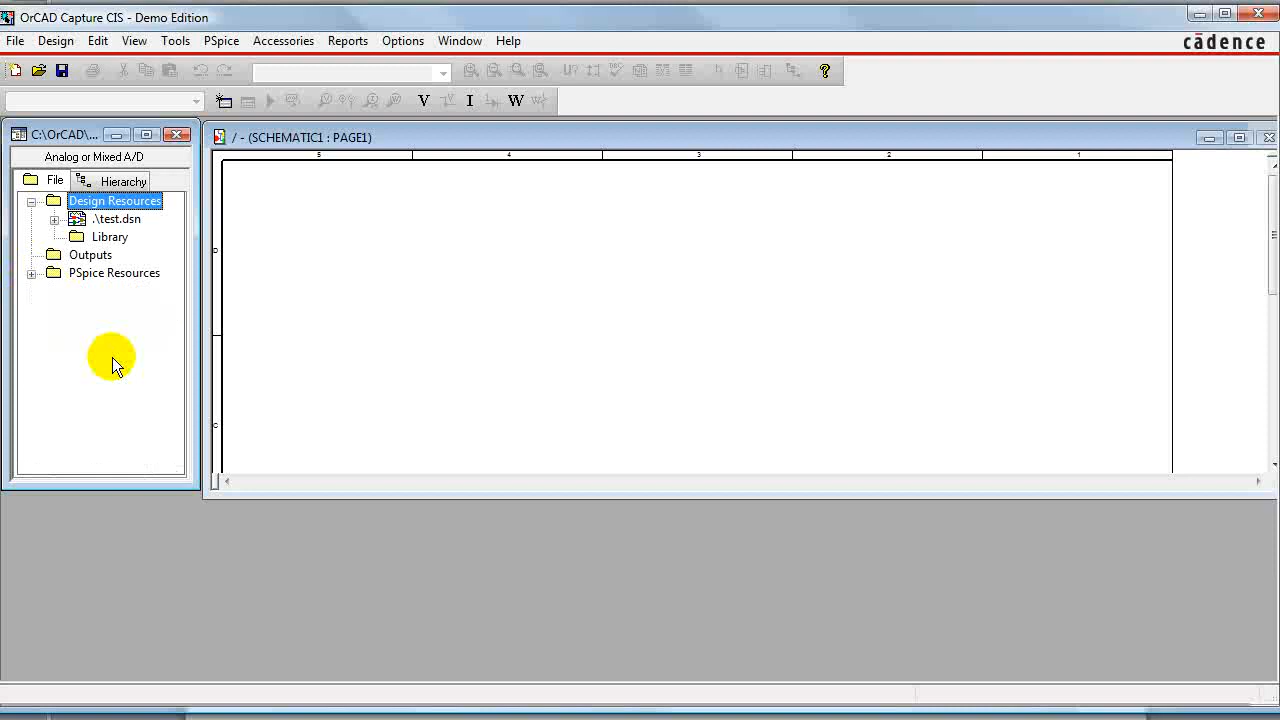 OrCAD Capture CIS - Demo Edition
File Design Edit View Tools PSpice Accessories Reports Options Window Help
cādence
V I W
C:\OrCAD\...
/ - (SCHEMATIC1 : PAGE1)
Analog or Mixed A/D
5 4 3 2 1
File Hierarchy
Design Resources
.\test.dsn
Library
D
Outputs
PSpice Resources
C